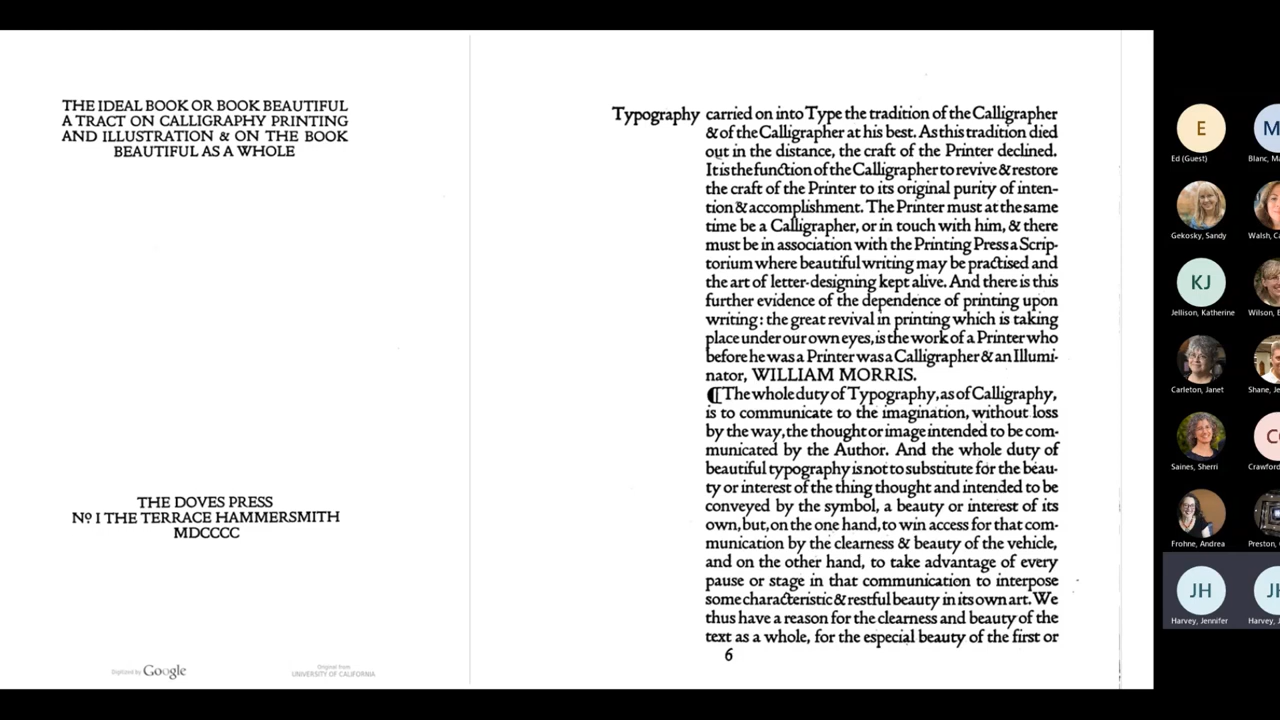 THE IDEAL BOOK OR BOOK BEAUTIFUL
A TRACT ON CALLIGRAPHY PRINTING
AND ILLUSTRATION & ON THE BOOK
BEAUTIFUL AS A WHOLE
THE DOVES PRESS
Nº I THE TERRACE HAMMERSMITH
MDCCCC
Digitized by Google
Original from
UNIVERSITY OF CALIFORNIA
Typography carried on into Type the tradition of the Calligrapher
& of the Calligrapher at his best. As this tradition died
out in the distance, the craft of the Printer declined.
It is the function of the Calligrapher to revive & restore
the craft of the Printer to its original purity of inten-
tion & accomplishment. The Printer must at the same
time be a Calligrapher, or in touch with him, & there
must be in association with the Printing Press a Scrip-
torium where beautiful writing may be practised and
the art of letter-designing kept alive. And there is this
further evidence of the dependence of printing upon
writing: the great revival in printing which is taking
place under our own eyes, is the work of a Printer who
before he was a Printer was a Calligrapher & an Illumi-
nator, WILLIAM MORRIS.
¶ The whole duty of Typography, as of Calligraphy,
is to communicate to the imagination, without loss
by the way, the thought or image intended to be com-
municated by the Author. And the whole duty of
beautiful typography is not to substitute for the beau-
ty or interest of the thing thought and intended to be
conveyed by the symbol, a beauty or interest of its
own, but, on the one hand, to win access for that com-
munication by the clearness & beauty of the vehicle,
and on the other hand, to take advantage of every
pause or stage in that communication to interpose
some characteristic & restful beauty in its own art. We
thus have a reason for the clearness and beauty of the
text as a whole, for the especial beauty of the first or
6
E
M
Ed (Guest)
Blanc, Ma
Gekosky, Sandy
Walsh, Ca
KJ
Jellison, Katherine
Wilson, E
Carleton, Janet
Shane, Je
C
Saines, Sherri
Crawford
Frohne, Andrea
Preston,
JH
JH
Harvey, Jennifer
Harvey, J